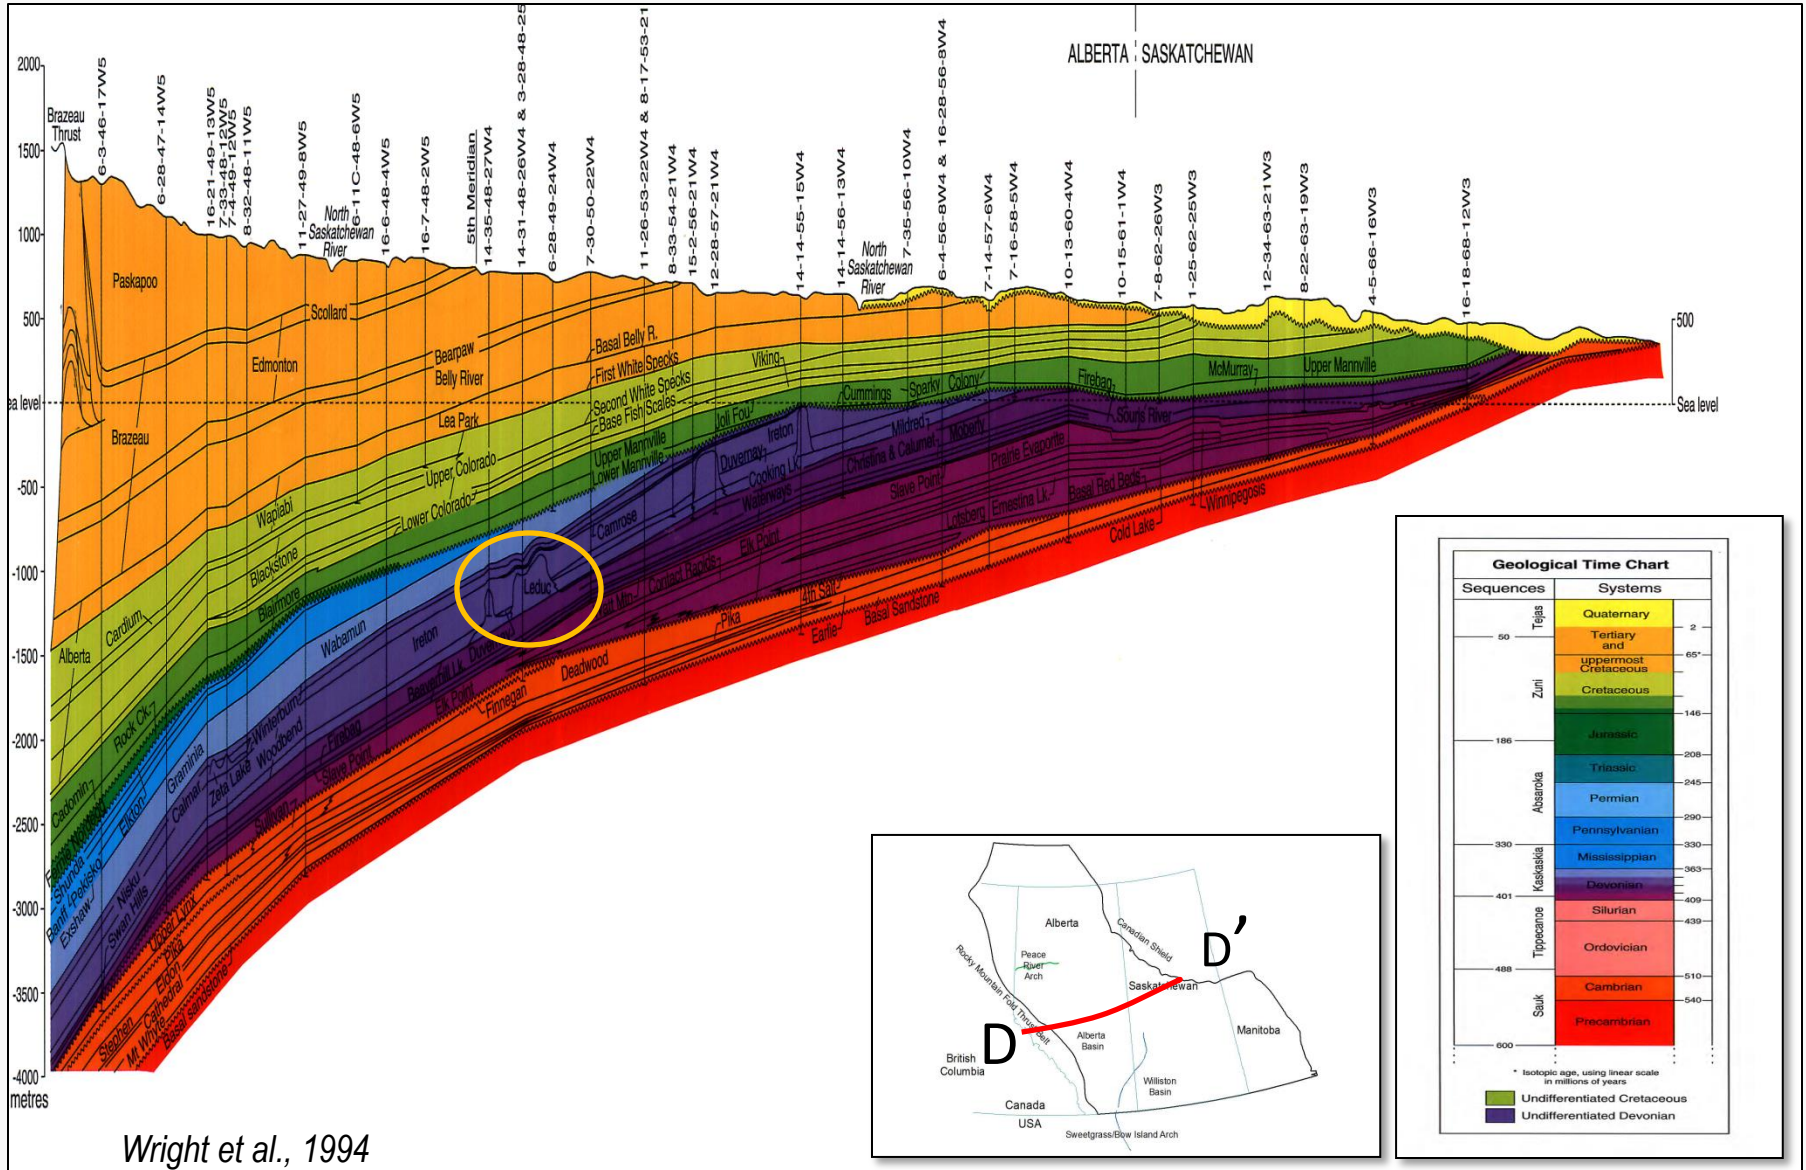 ALBERTA SASKATCHEWAN
Brazeau
Thrust
6-3-46-17W5
6-28-47-14W5
16-21-49-13W5
7-33-48-12W5
7-4-49-12W5
8-32-48-11W5
11-27-49-8W5
North
Saskatchewan
River
6-11C-48-6W5
16-6-48-4W5
16-7-48-2W5
5th Meridian
14-35-48-27W4
14-31-48-26W4 & 3-28-48-25
6-28-49-24W4
7-30-50-22W4
11-26-53-22W4 & 8-17-53-21
8-33-54-21W4
15-2-56-21W4
12-28-57-21W4
14-14-55-15W4
14-14-56-13W4
North
Saskatchewan
River
7-35-56-10W4
6-4-56-8W4 & 16-28-56-8W4
7-14-57-6W4
7-16-58-5W4
10-13-60-4W4
10-15-61-1W4
7-8-62-26W3
1-25-62-25W3
12-34-63-21W3
8-22-63-19W3
4-5-66-16W3
16-18-68-12W3
2000
1500
1000
500
ea level
-500
-1000
-1500
-2000
-2500
-3000
-3500
-4000
metres
500
Sea level
Paskapoo
Scollard
Edmonton
Bearpaw
Belly River
Basal Belly R.
First White Specks
Second White Specks
Base Fish Scales
Viking
Joli Fou
Cummings
Sparky
Colony
Firebag
McMurray
Upper Mannville
Souris River
Brazeau
Lea Park
Upper Colorado
Lower Colorado
Upper Mannville
Lower Mannville
Wapiabi
Blackstone
Blairmore
Cardium
Alberta
Rock Ck.
Cadomin
Wabamun
Ireton
Camrose
Leduc
Duvernay
Cooking Lk.
Ireton
Waterways
Mildred
Moberly
Christina & Calumet
Slave Point
Prairie Evaporite
Basal Red Beds
Ernestina Lk.
Lotsberg
Winnipegosis
Cold Lake
Elk Point
Contact Rapids
4th Salt
Pika
Earlie
Basal Sandstone
Deadwood
Finnegan
Elk Point
Beaverhill Lk.
Winterburn
Woodbend
Zeta Lake
Calmar
Graminia
Elkton
Shunda
Pekisko
Banff
Exshaw
Nisku
Swan Hills
Firebag
Slave Point
Sullivan
Upper Lynx
Pika
Eldon
Cathedral
Stephen
Mt Whyte
Basal sandstone
Wright et al., 1994
Alberta
Canadian Shield
Peace
River
Arch
Rocky Mountain Fold Thrust Belt
D'
Saskatchewan
D
Alberta
Basin
Manitoba
British
Columbia
Williston
Basin
Canada
USA
Sweetgrass/Bow Island Arch
Geological Time Chart
Sequences Systems
Tejas
Zuni
Absaroka
Kaskaskia
Tippecanoe
Sauk
50
186
330
401
488
600
Quaternary
Tertiary
and
uppermost
Cretaceous
Cretaceous
Jurassic
Triassic
Permian
Pennsylvanian
Mississippian
Devonian
Silurian
Ordovician
Cambrian
Precambrian
2
65*
146
208
245
290
330
363
409
439
510
540
* Isotopic age, using linear scale
in millions of years
Undifferentiated Cretaceous
Undifferentiated Devonian